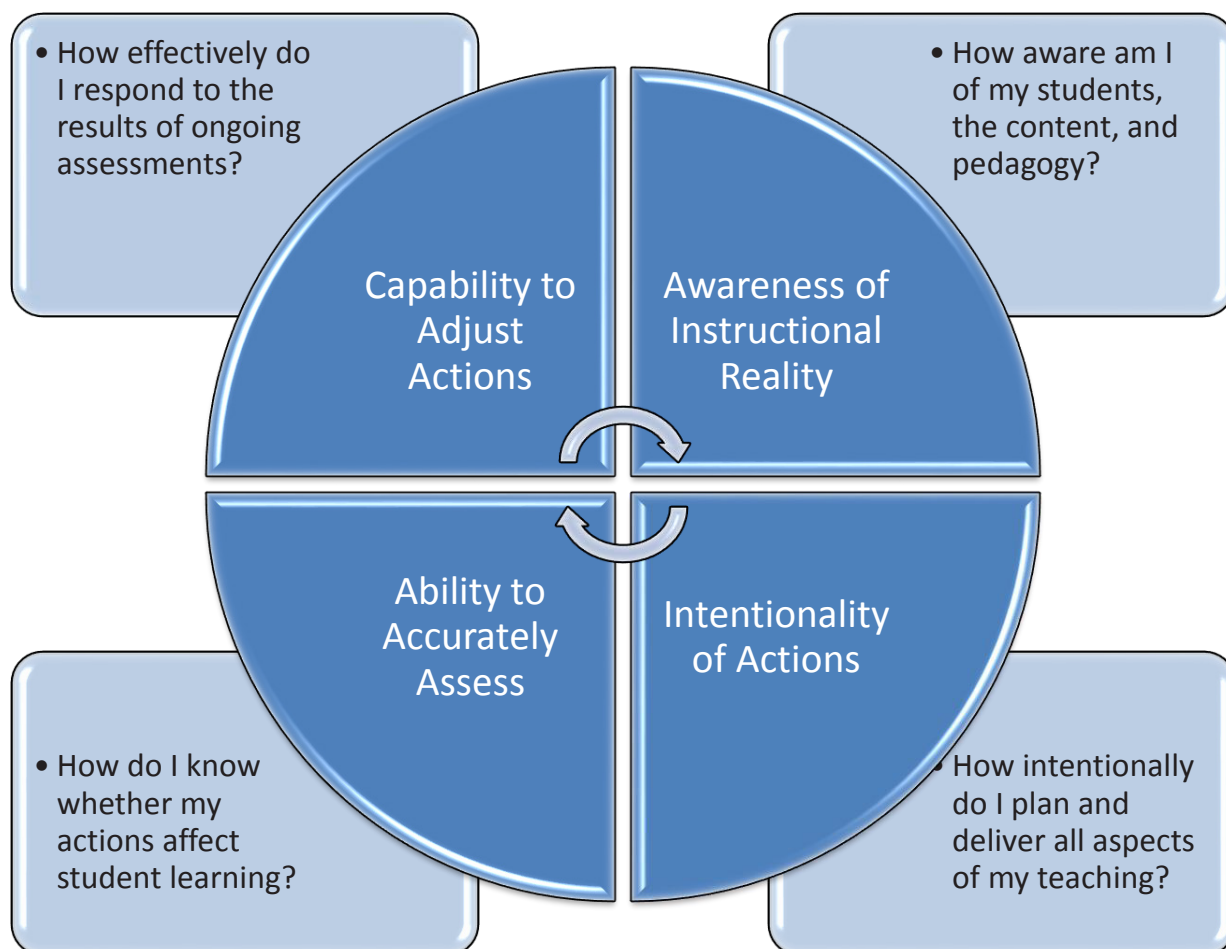 • How effectively do
I respond to the
results of ongoing
assessments?
• How aware am I
of my students,
the content, and
pedagogy?
Capability to
Adjust
Actions
Awareness of
Instructional
Reality
Ability to
Accurately
Assess
Intentionality
of Actions
• How do I know
whether my
actions affect
student learning?
• How intentionally
do I plan and
deliver all aspects
of my teaching?